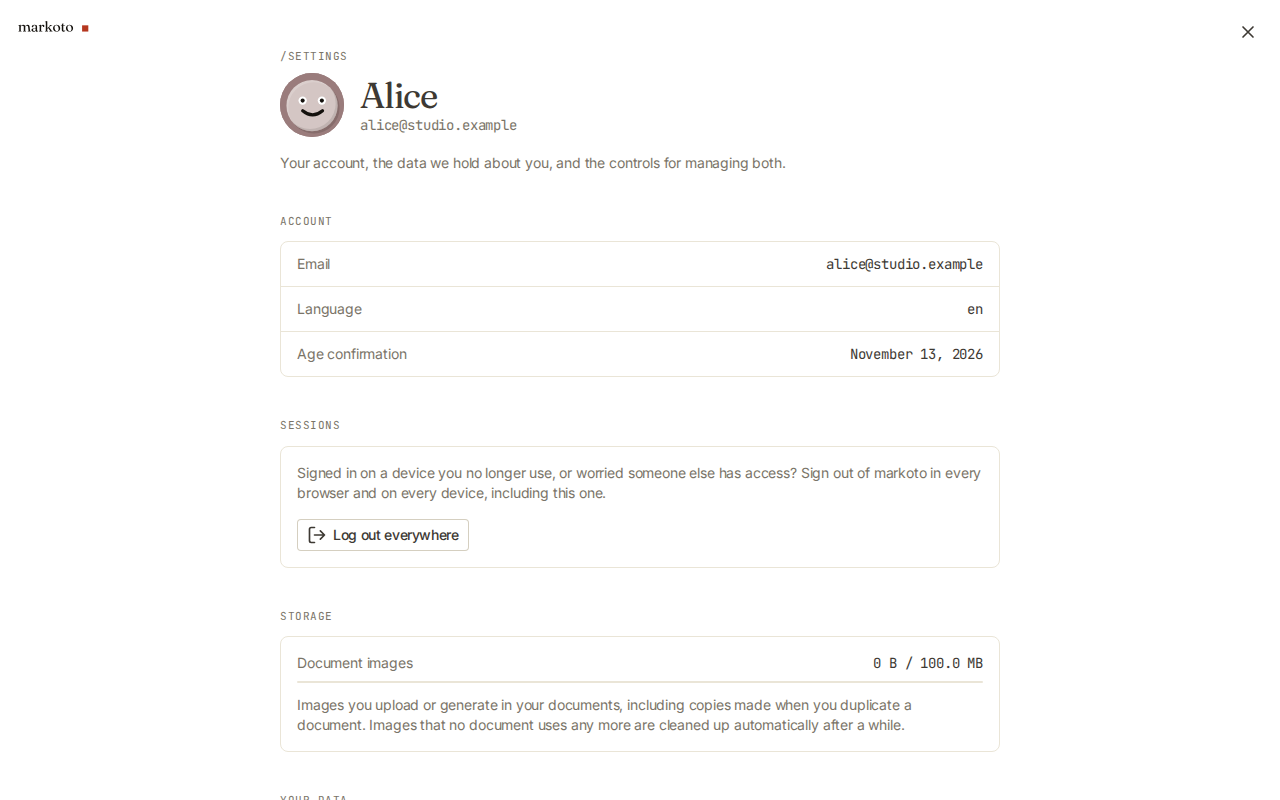 markoto
/SETTINGS
Alice
alice@studio.example
Your account, the data we hold about you, and the controls for managing both.
ACCOUNT
Email alice@studio.example
Language en
Age confirmation November 13, 2026
SESSIONS
Signed in on a device you no longer use, or worried someone else has access? Sign out of markoto in every
browser and on every device, including this one.
Log out everywhere
STORAGE
Document images 0 B / 100.0 MB
Images you upload or generate in your documents, including copies made when you duplicate a
document. Images that no document uses any more are cleaned up automatically after a while.
YOUR DATA